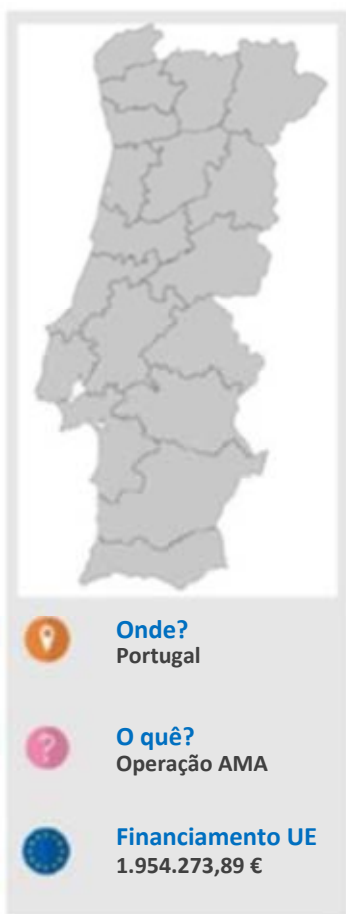 Onde?
Portugal
O quê?
Operação AMA
Financiamento UE
1.954.273,89 €